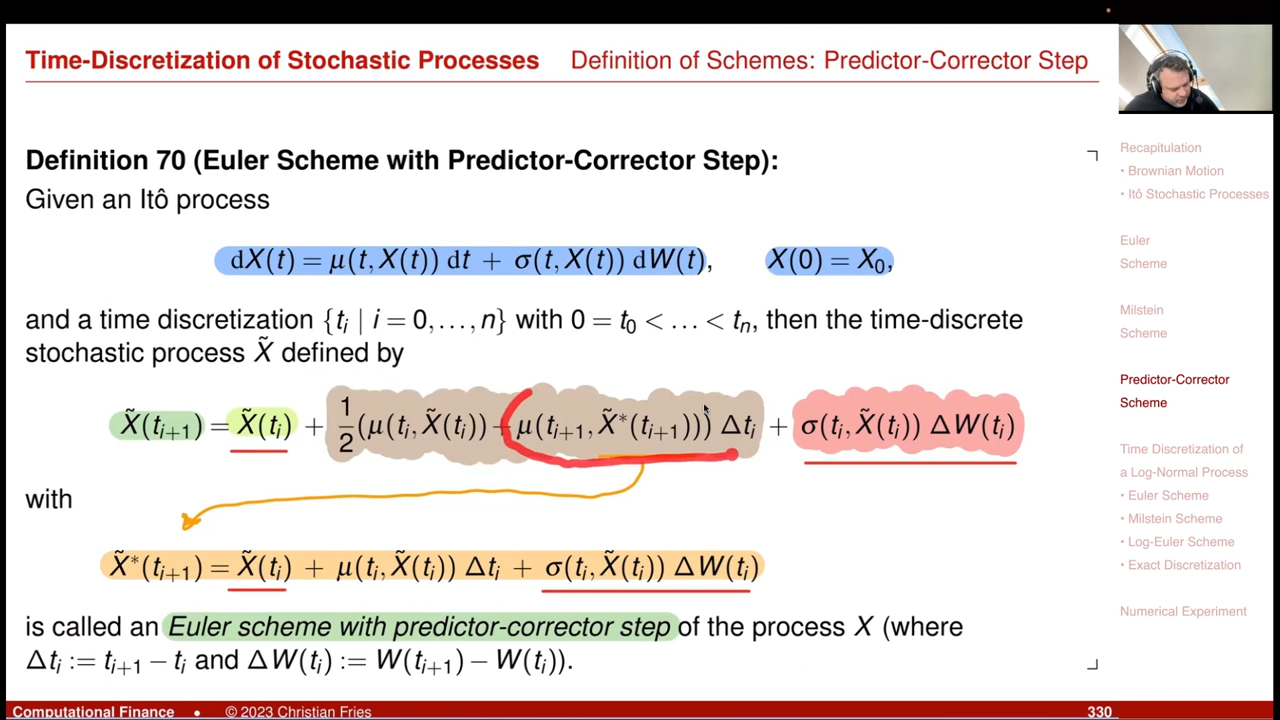 Time-Discretization of Stochastic Processes Definition of Schemes: Predictor-Corrector Step
Definition 70 (Euler Scheme with Predictor-Corrector Step):
Given an Itô process
dX(t) = μ(t,X(t)) dt + σ(t,X(t)) dW(t), X(0) = X₀,
and a time discretization {tᵢ | i = 0,…,n} with 0 = t₀ < … < tₙ, then the time-discrete
stochastic process X̃ defined by
X̃(tᵢ₊₁) = X̃(tᵢ) + 1/2 (μ(tᵢ,X̃(tᵢ)) + μ(tᵢ₊₁,X̃*(tᵢ₊₁))) Δtᵢ + σ(tᵢ,X̃(tᵢ)) ΔW(tᵢ)
with
X̃*(tᵢ₊₁) = X̃(tᵢ) + μ(tᵢ,X̃(tᵢ)) Δtᵢ + σ(tᵢ,X̃(tᵢ)) ΔW(tᵢ)
is called an Euler scheme with predictor-corrector step of the process X (where
Δtᵢ := tᵢ₊₁ − tᵢ and ΔW(tᵢ) := W(tᵢ₊₁) − W(tᵢ)).
Recapitulation
• Brownian Motion
• Itô Stochastic Processes
Euler
Scheme
Milstein
Scheme
Predictor-Corrector
Scheme
Time Discretization of
a Log-Normal Process
• Euler Scheme
• Milstein Scheme
• Log-Euler Scheme
• Exact Discretization
Numerical Experiment
Computational Finance • © 2023 Christian Fries 330